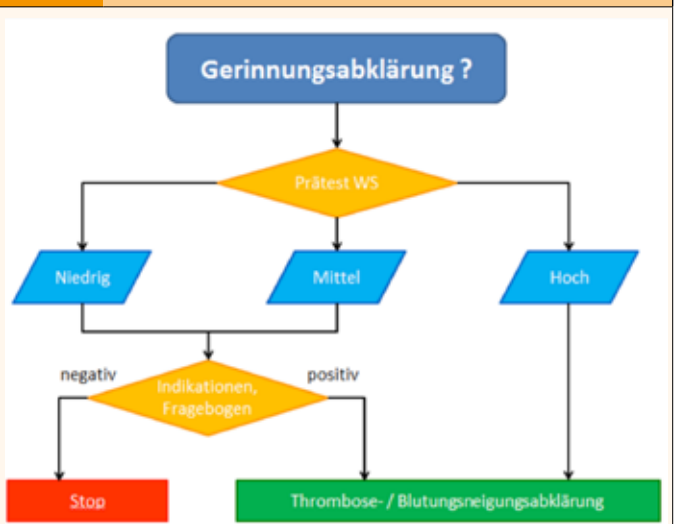 Gerinnungsabklärung ?
Prätest WS
Niedrig
Mittel
Hoch
negativ
positiv
Indikationen,
Fragebogen
Stop
Thrombose- / Blutungsneigungsabklärung